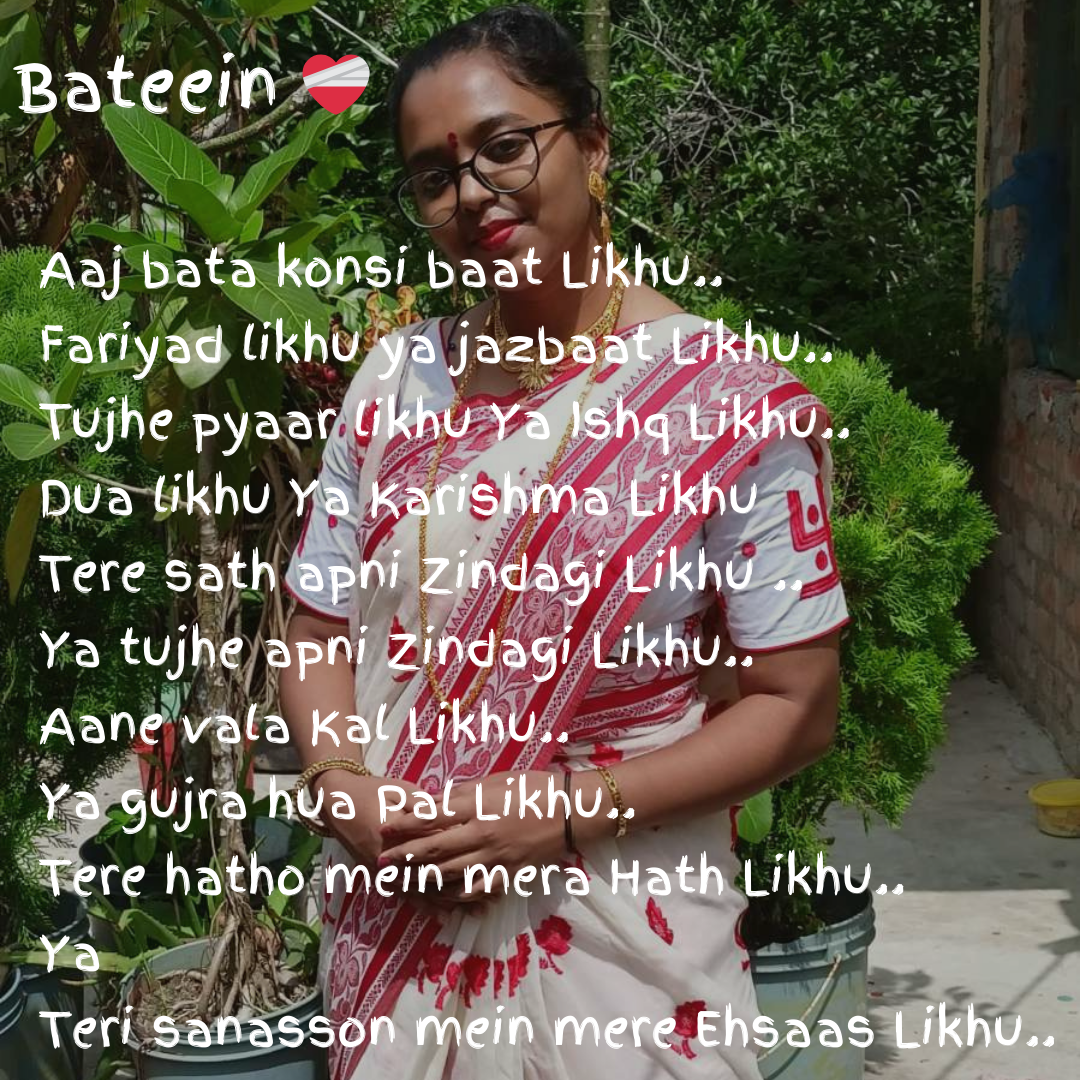 Bateein ❤️‍🩹
Aaj bata konsi baat Likhu..
Fariyad likhu ya jazbaat Likhu..
Tujhe pyaar likhu Ya Ishq Likhu..
Dua likhu Ya Karishma Likhu
Tere sath apni Zindagi Likhu ..
Ya tujhe apni Zindagi Likhu..
Aane vala Kal Likhu..
Ya gujra hua Pal Likhu..
Tere hatho mein mera Hath Likhu..
Ya
Teri sanasson mein mere Ehsaas Likhu..